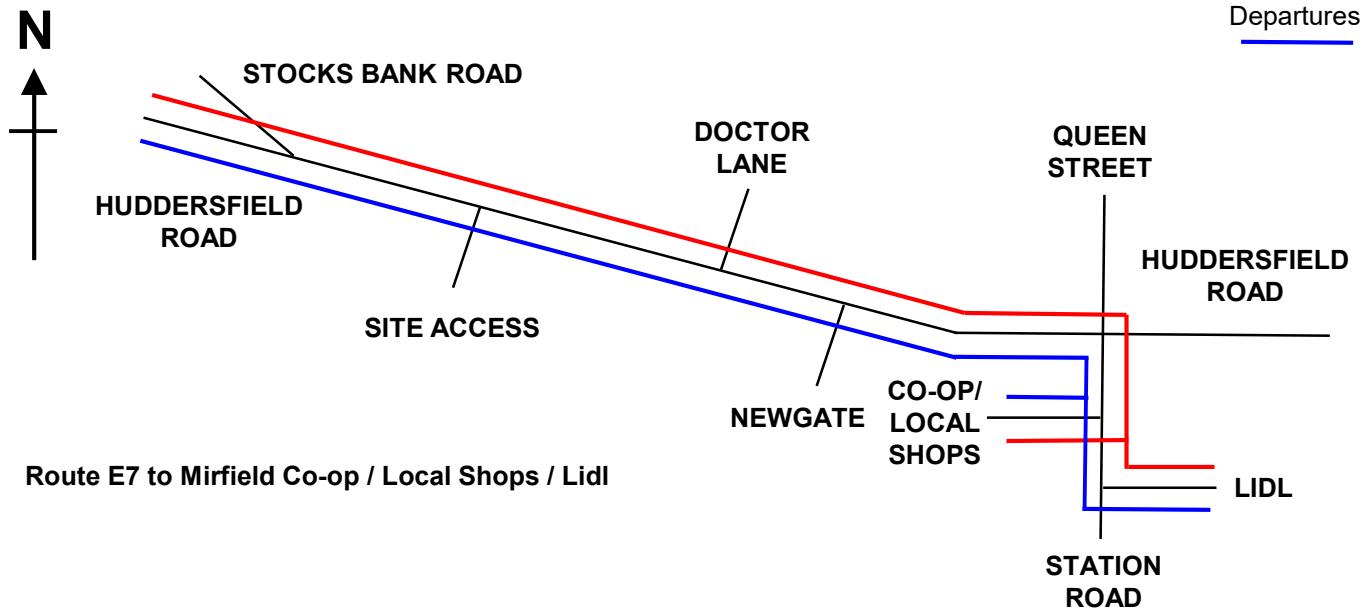 Departures
N
STOCKS BANK ROAD
DOCTOR
LANE
QUEEN
STREET
HUDDERSFIELD
ROAD
HUDDERSFIELD
ROAD
SITE ACCESS
NEWGATE
CO-OP/
LOCAL
SHOPS
Route E7 to Mirfield Co-op / Local Shops / Lidl
LIDL
STATION
ROAD